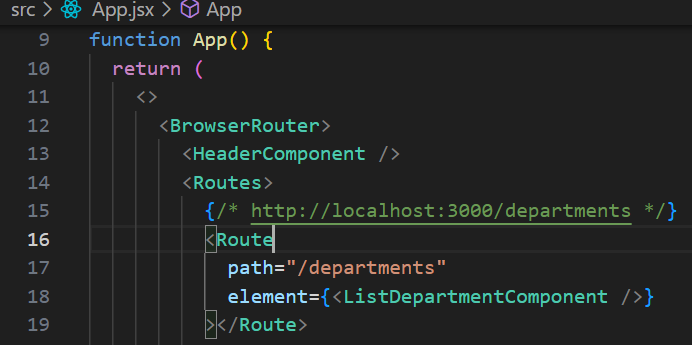 src > App.jsx > App
9 function App() {
10 return (
11 <>
12 <BrowserRouter>
13 <HeaderComponent />
14 <Routes>
15 {/* http://localhost:3000/departments */}
16 <Route
17 path="/departments"
18 element={<ListDepartmentComponent />}
19 ></Route>